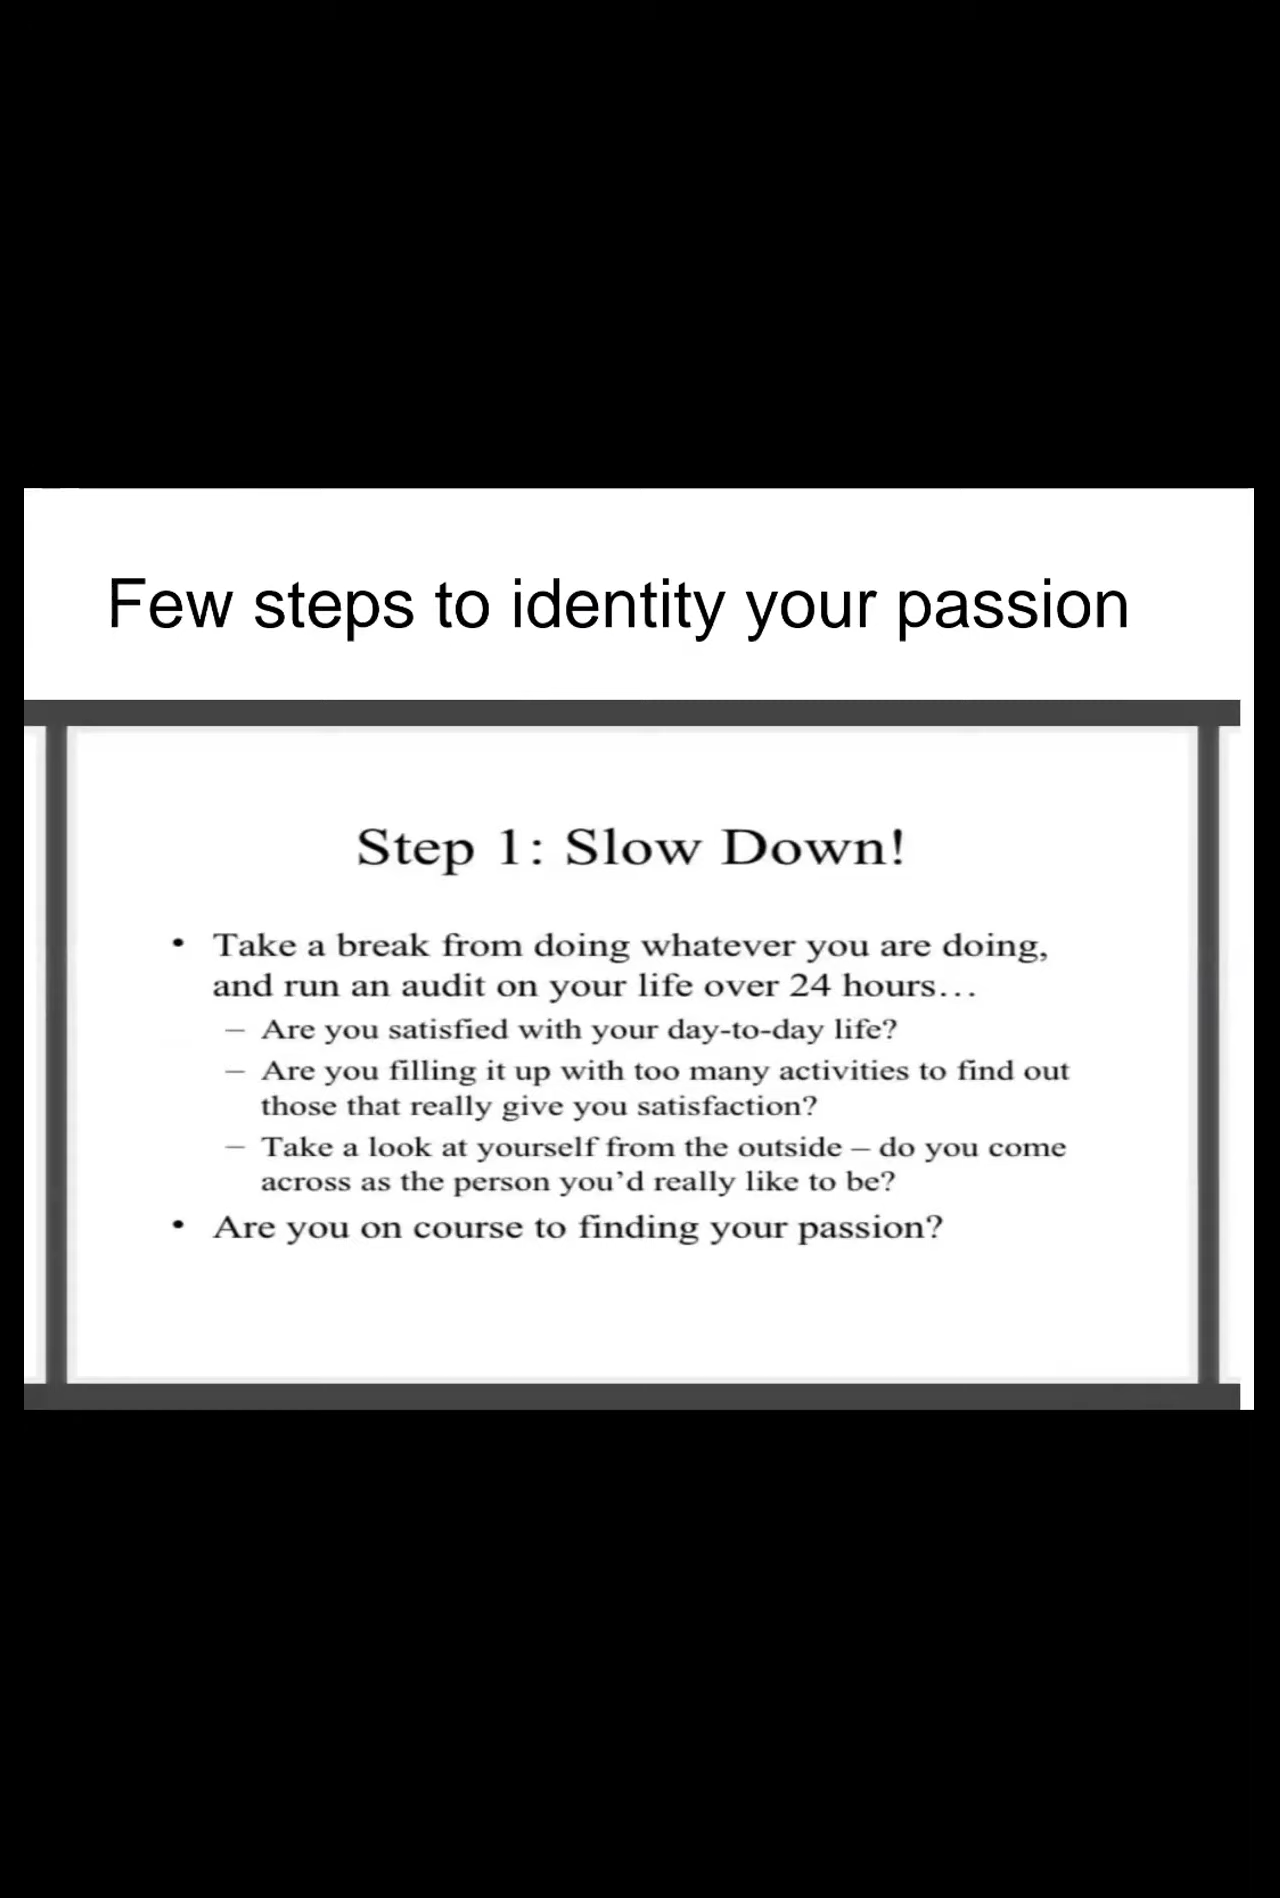 Few steps to identity your passion
Step 1: Slow Down!
• Take a break from doing whatever you are doing,
and run an audit on your life over 24 hours…
– Are you satisfied with your day-to-day life?
– Are you filling it up with too many activities to find out
those that really give you satisfaction?
– Take a look at yourself from the outside – do you come
across as the person you’d really like to be?
• Are you on course to finding your passion?